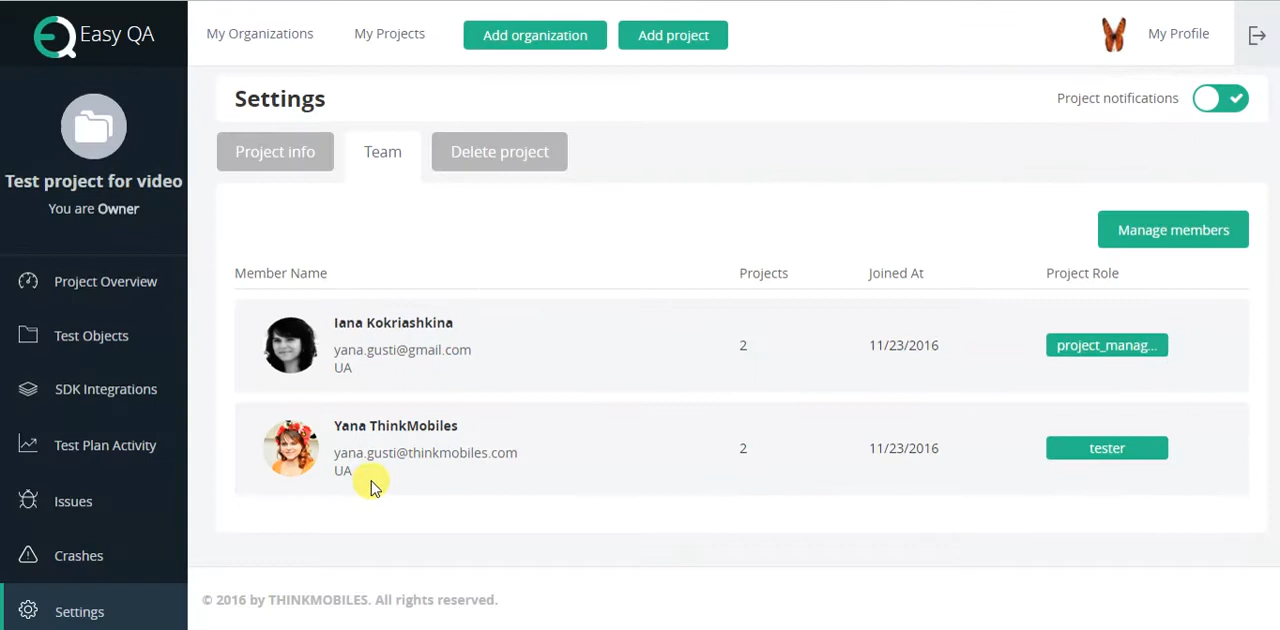 Easy QA
My Organizations
My Projects
Add organization
Add project
My Profile
Test project for video
You are Owner
Project Overview
Test Objects
SDK Integrations
Test Plan Activity
Issues
Crashes
Settings
Settings
Project notifications
Project info
Team
Delete project
Manage members
Member Name
Projects
Joined At
Project Role
Iana Kokriashkina
yana.gusti@gmail.com
UA
2
11/23/2016
project_manag...
Yana ThinkMobiles
yana.gusti@thinkmobiles.com
UA
2
11/23/2016
tester
© 2016 by THINKMOBILES. All rights reserved.